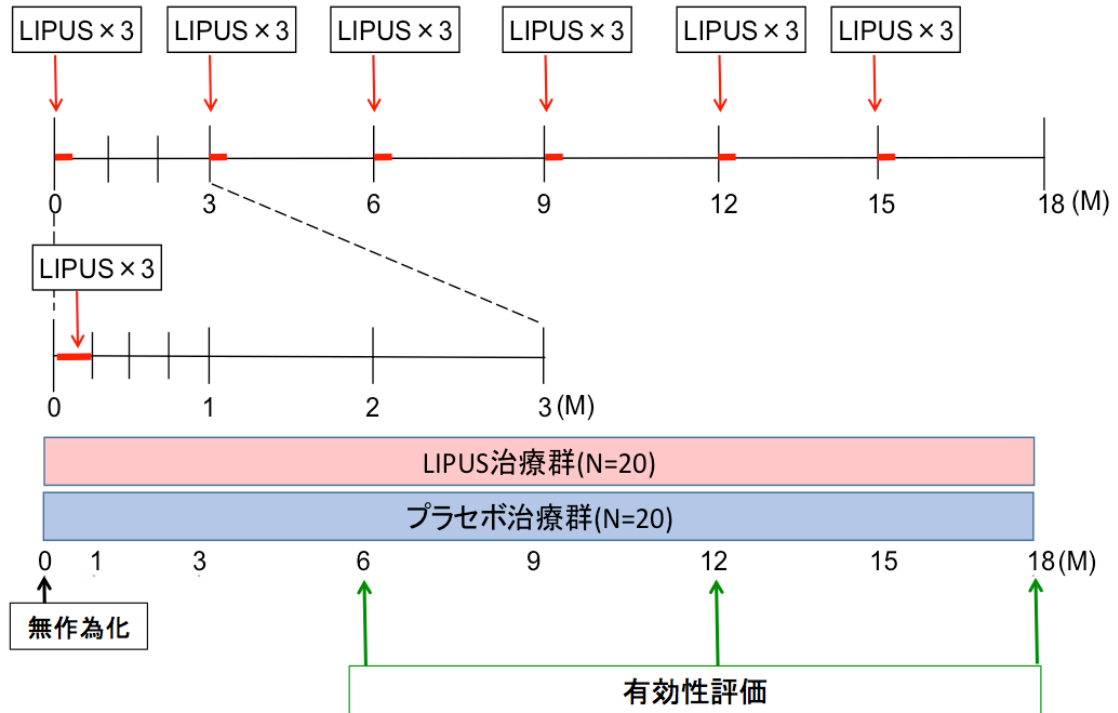 LIPUS×3 LIPUS×3 LIPUS×3 LIPUS×3 LIPUS×3 LIPUS×3
0 3 6 9 12 15 18 (M)
LIPUS×3
0 1 2 3 (M)
LIPUS治療群(N=20)
プラセボ治療群(N=20)
0 1 3 6 9 12 15 18(M)
無作為化
有効性評価